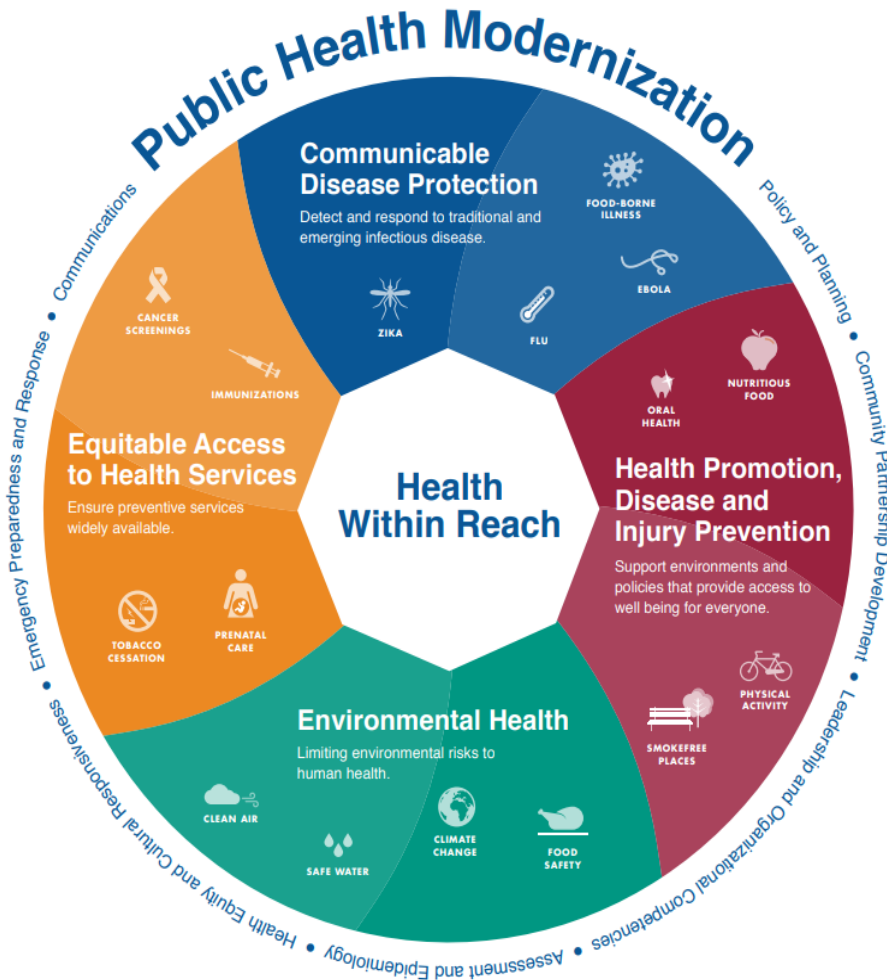 Public Health Modernization
Communicable
Disease Protection
Detect and respond to traditional and
emerging infectious disease.
ZIKA
FLU
FOOD-BORNE
ILLNESS
EBOLA
Health Promotion,
Disease and
Injury Prevention
Support environments and
policies that provide access to
well being for everyone.
ORAL
HEALTH
NUTRITIOUS
FOOD
PHYSICAL
ACTIVITY
SMOKEFREE
PLACES
Environmental Health
Limiting environmental risks to
human health.
CLEAN AIR
SAFE WATER
CLIMATE
CHANGE
FOOD
SAFETY
Equitable Access
to Health Services
Ensure preventive services
widely available.
CANCER
SCREENINGS
IMMUNIZATIONS
TOBACCO
CESSATION
PRENATAL
CARE
Health
Within Reach
Policy and Planning • Community Partnership Development • Leadership and Organizational Competencies • Assessment and Epidemiology • Health Equity and Cultural Responsiveness • Emergency Preparedness and Response • Communications